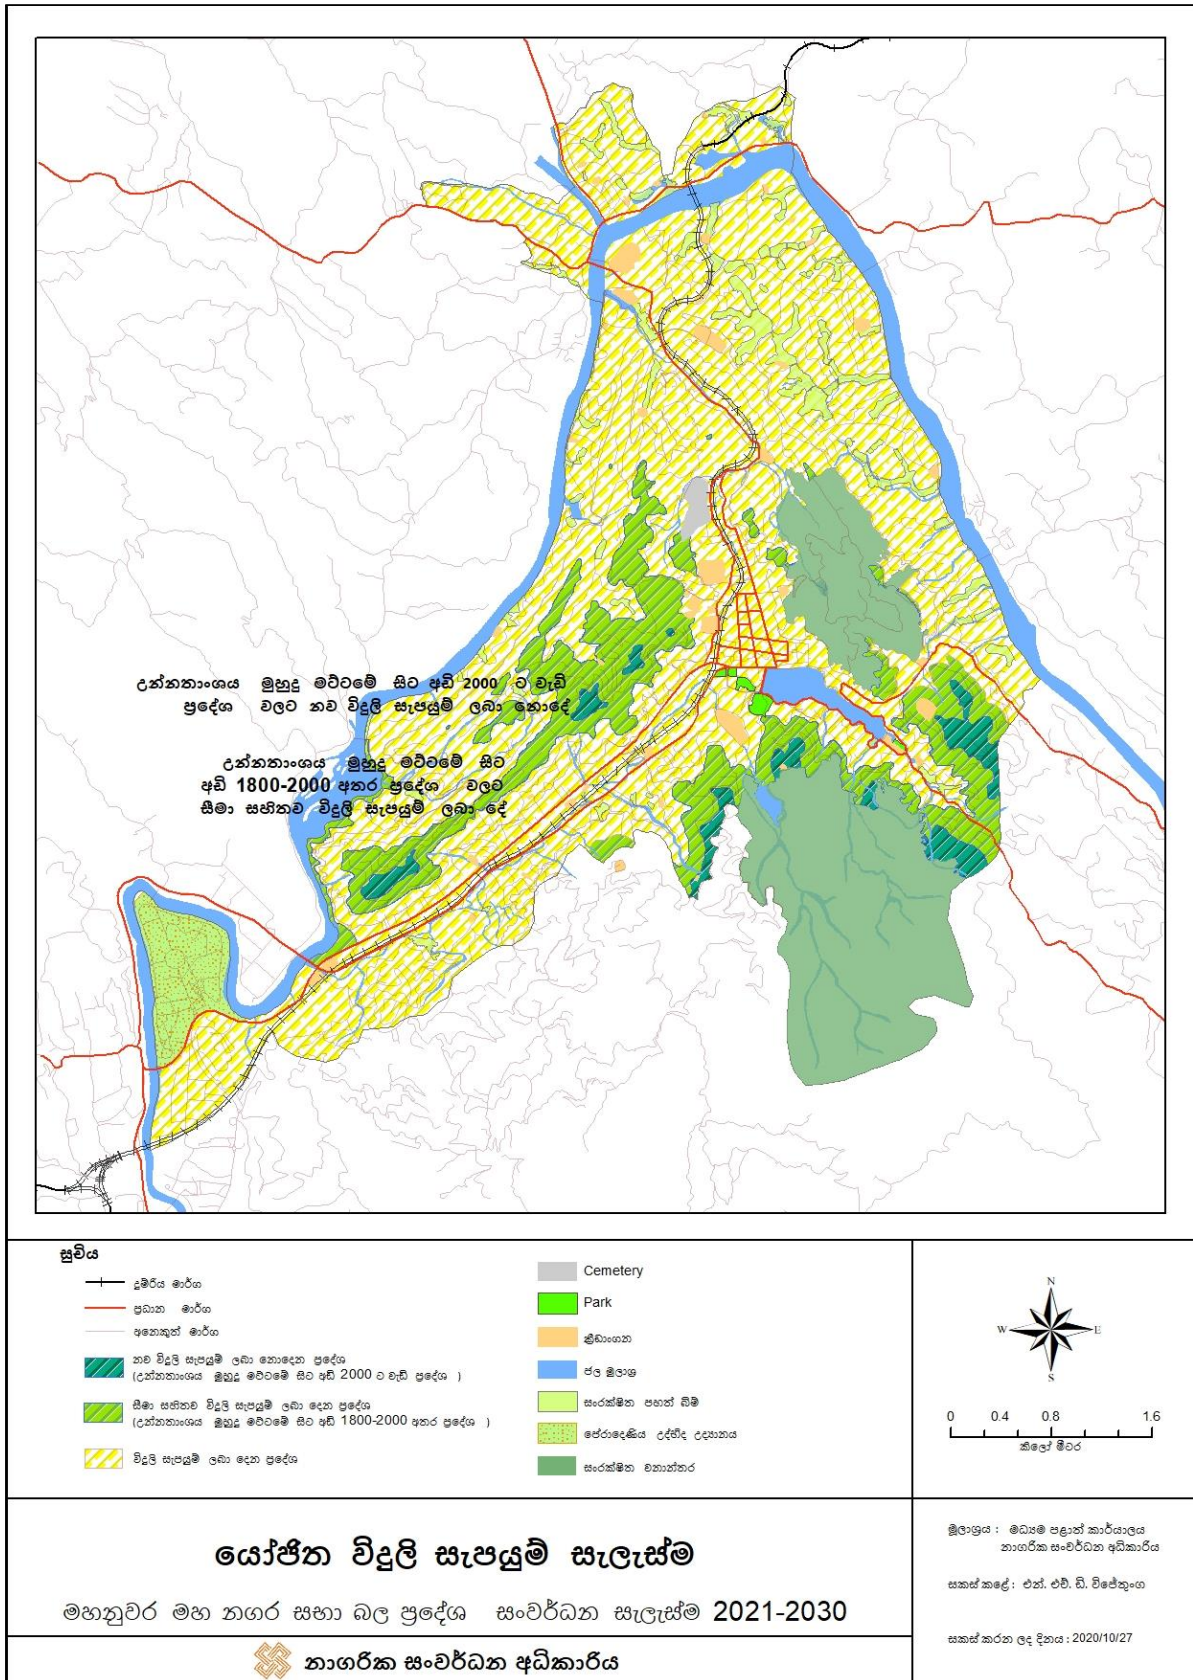 උන්නතාංශය මුහුදු මට්ටමේ සිට අඩි 2000 ට වැඩි
ප්‍රදේශ වලට නව විදුලි සැපයුම් ලබා නොදේ
උන්නතාංශය මුහුදු මට්ටමේ සිට
අඩි 1800-2000 අතර ප්‍රදේශ වලට
සීමා සහිතව විදුලි සැපයුම් ලබා දේ
සූචිය
දුම්රිය මාර්ග
ප්‍රධාන මාර්ග
අනෙකුත් මාර්ග
නව විදුලි සැපයුම් ලබා නොදෙන ප්‍රදේශ
(උන්නතාංශය මුහුදු මට්ටමේ සිට අඩි 2000 ට වැඩි ප්‍රදේශ )
සීමා සහිතව විදුලි සැපයුම් ලබා දෙන ප්‍රදේශ
(උන්නතාංශය මුහුදු මට්ටමේ සිට අඩි 1800-2000 අතර ප්‍රදේශ )
විදුලි සැපයුම් ලබා දෙන ප්‍රදේශ
Cemetery
Park
ක්‍රීඩාංගන
ජල මූලාශ්‍ර
සංරක්ෂිත පහත් බිම්
පේරාදෙණිය උද්භිද උද්‍යානය
සංරක්ෂිත වනාන්තර
N
W E
S
0 0.4 0.8 1.6
කිලෝ මීටර
යෝජිත විදුලි සැපයුම් සැලැස්ම
මහනුවර මහ නගර සභා බල ප්‍රදේශ සංවර්ධන සැලැස්ම 2021-2030
නාගරික සංවර්ධන අධිකාරිය
මූලාශ්‍රය : මධ්‍යම පළාත් කාර්යාලය
නාගරික සංවර්ධන අධිකාරිය
සකස් කළේ : එන්. එච්. ඩී. විජේතුංග
සකස් කරන ලද දිනය : 2020/10/27